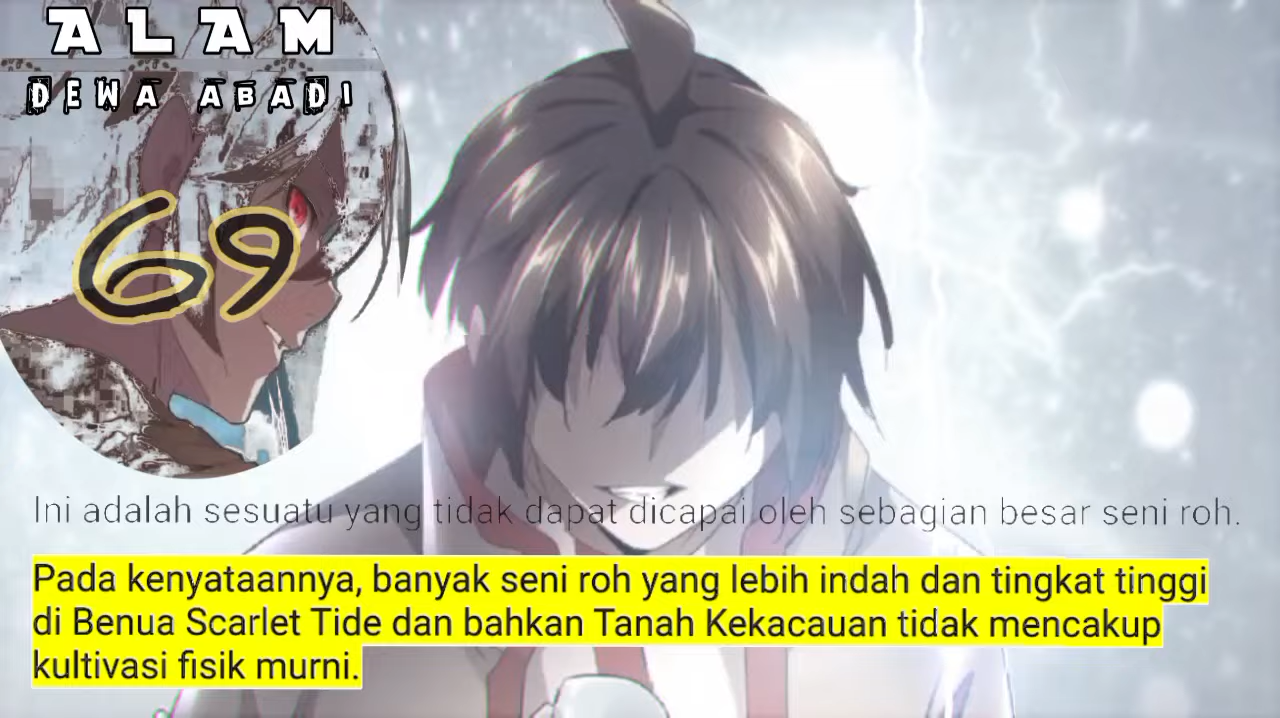 ALAM
DEWA ABADI
69
Ini adalah sesuatu yang tidak dapat dicapai oleh sebagian besar seni roh.
Pada kenyataannya, banyak seni roh yang lebih indah dan tingkat tinggi
di Benua Scarlet Tide dan bahkan Tanah Kekacauan tidak mencakup
kultivasi fisik murni.